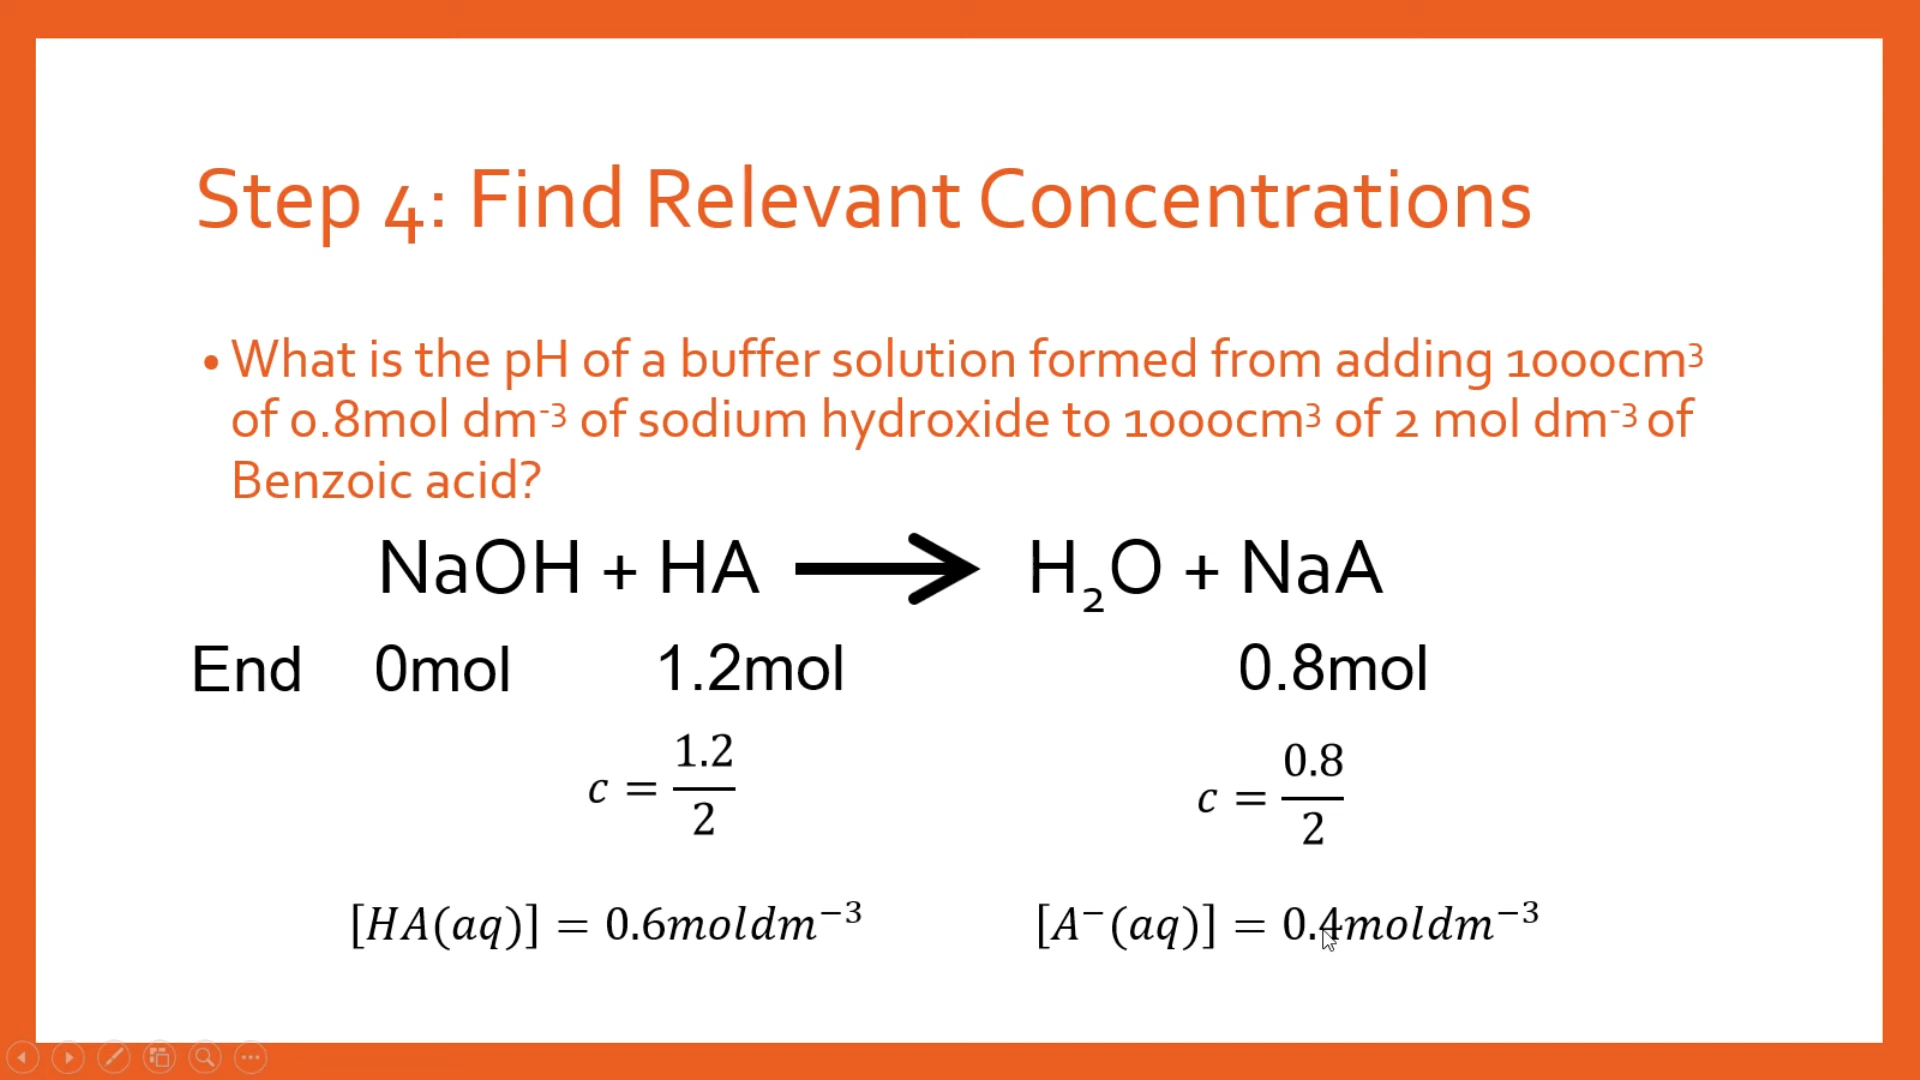 Step 4: Find Relevant Concentrations
• What is the pH of a buffer solution formed from adding 1000cm³
of 0.8mol dm⁻³ of sodium hydroxide to 1000cm³ of 2 mol dm⁻³ of
Benzoic acid?
NaOH + HA ⟶ H₂O + NaA
End 0mol 1.2mol 0.8mol
c = 1.2/2 c = 0.8/2
[HA(aq)] = 0.6moldm⁻³ [A⁻(aq)] = 0.4moldm⁻³